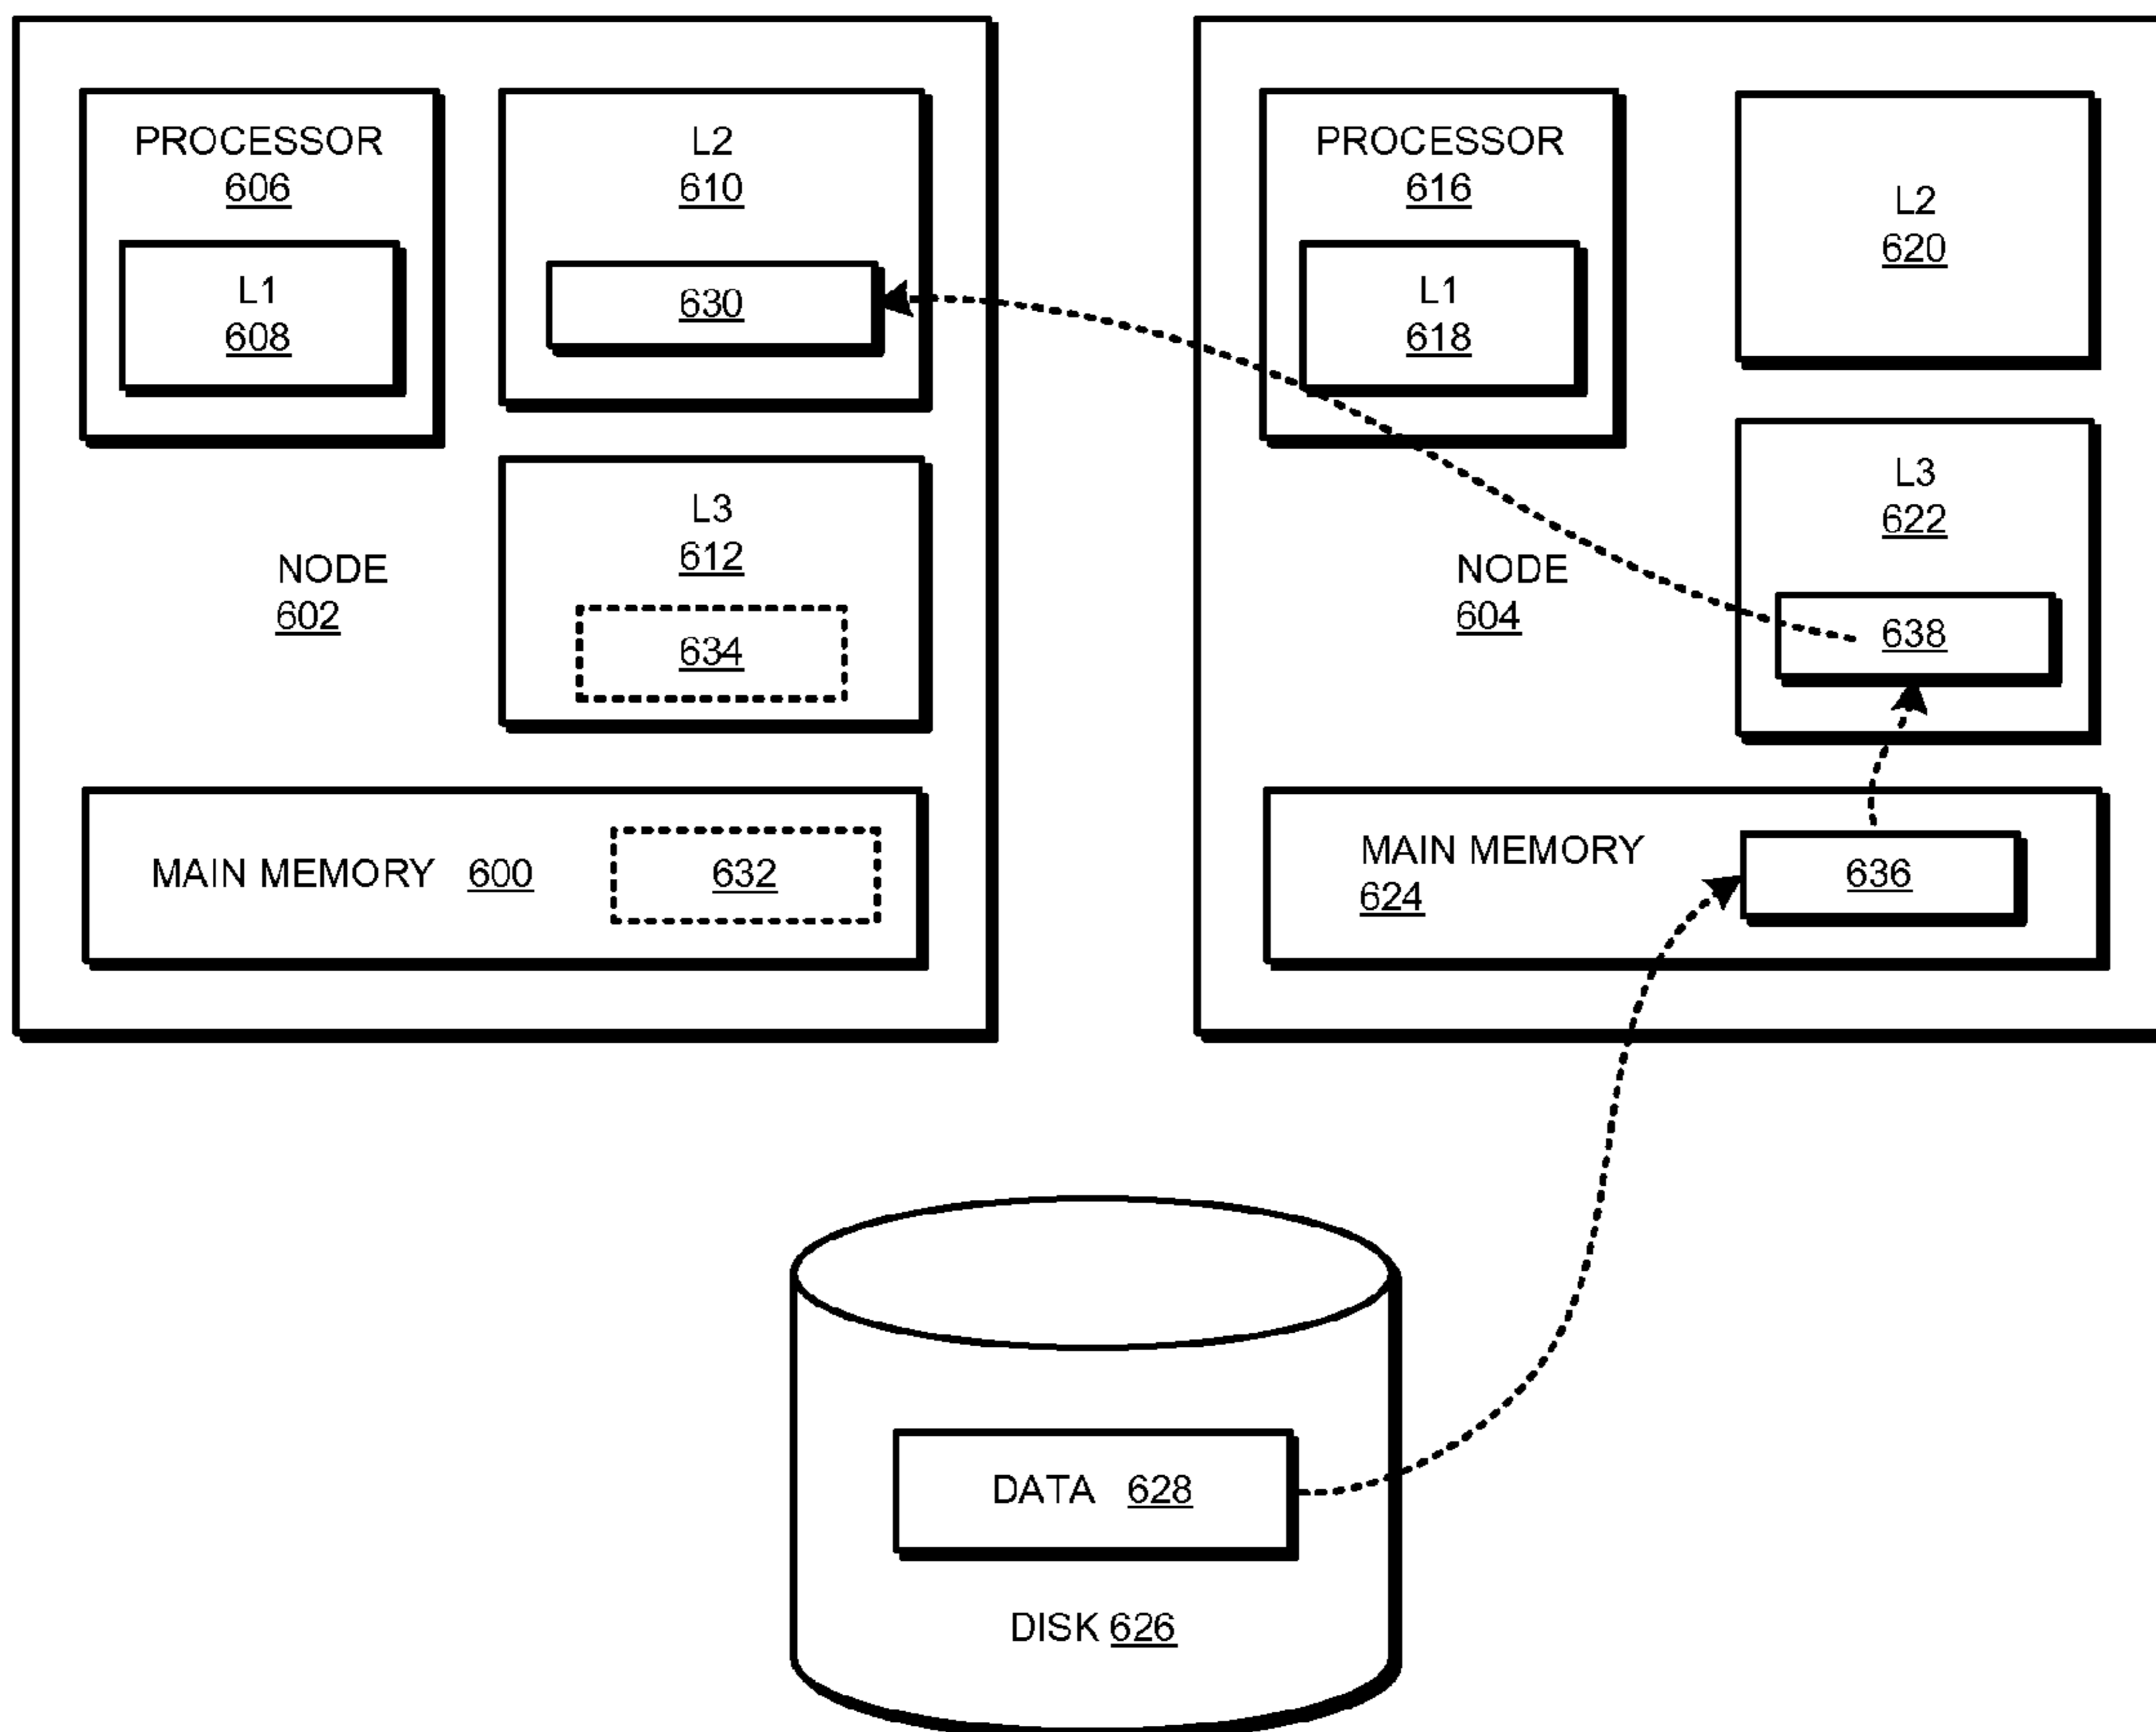 PROCESSOR
606
L1
608
L2
610
630
L3
612
634
NODE
602
MAIN MEMORY 600
632
PROCESSOR
616
L1
618
L2
620
L3
622
638
NODE
604
MAIN MEMORY
624
636
DATA 628
DISK 626